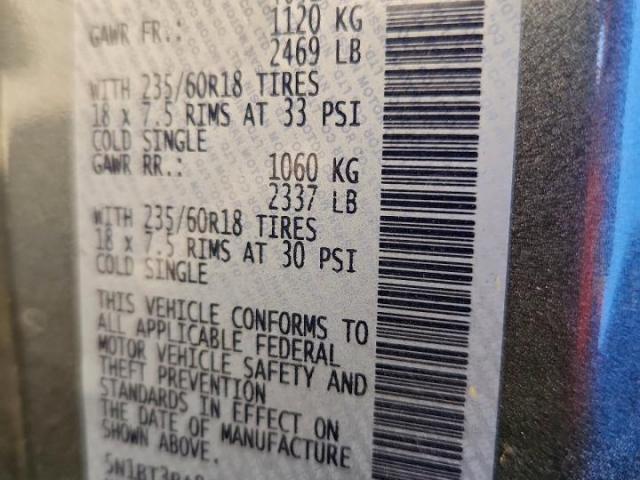 GAWR FR.: 1120 KG
2469 LB
WITH 235/60R18 TIRES
18 x 7.5 RIMS AT 33 PSI
COLD SINGLE
GAWR RR.: 1060 KG
2337 LB
WITH 235/60R18 TIRES
18 x 7.5 RIMS AT 30 PSI
COLD SINGLE
THIS VEHICLE CONFORMS TO
ALL APPLICABLE FEDERAL
MOTOR VEHICLE SAFETY AND
THEFT PREVENTION
STANDARDS IN EFFECT ON
THE DATE OF MANUFACTURE
SHOWN ABOVE.